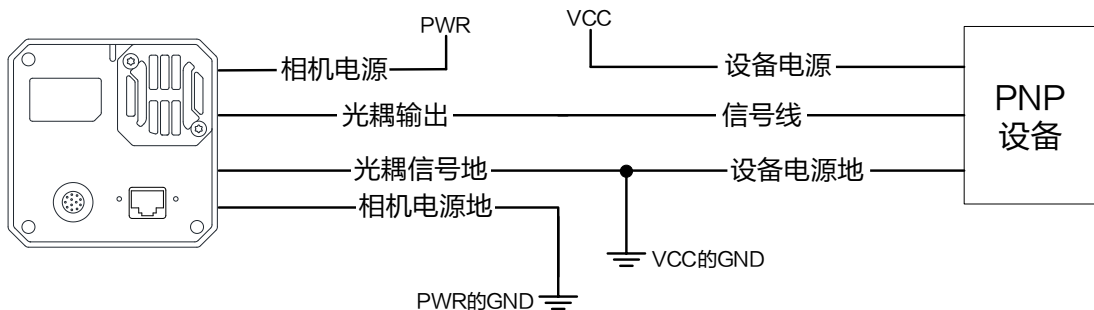 PWR
VCC
相机电源
设备电源
光耦输出
信号线
PNP
设备
光耦信号地
设备电源地
相机电源地
VCC的GND
PWR的GND